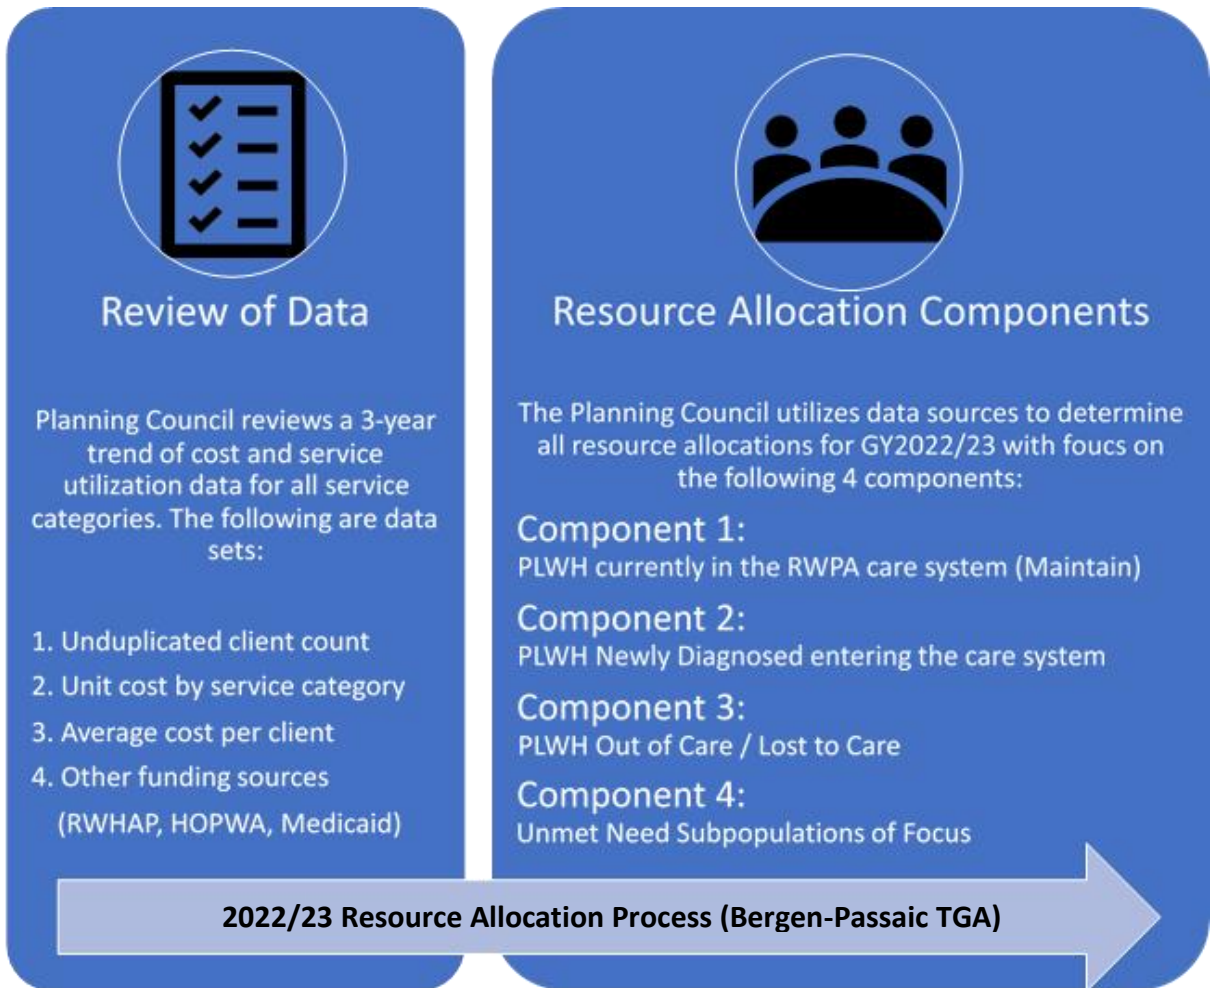 Review of Data
Planning Council reviews a 3-year
trend of cost and service
utilization data for all service
categories. The following are data
sets:
1. Unduplicated client count
2. Unit cost by service category
3. Average cost per client
4. Other funding sources
(RWHAP, HOPWA, Medicaid)
Resource Allocation Components
The Planning Council utilizes data sources to determine
all resource allocations for GY2022/23 with foucs on
the following 4 components:
Component 1:
PLWH currently in the RWPA care system (Maintain)
Component 2:
PLWH Newly Diagnosed entering the care system
Component 3:
PLWH Out of Care / Lost to Care
Component 4:
Unmet Need Subpopulations of Focus
2022/23 Resource Allocation Process (Bergen-Passaic TGA)